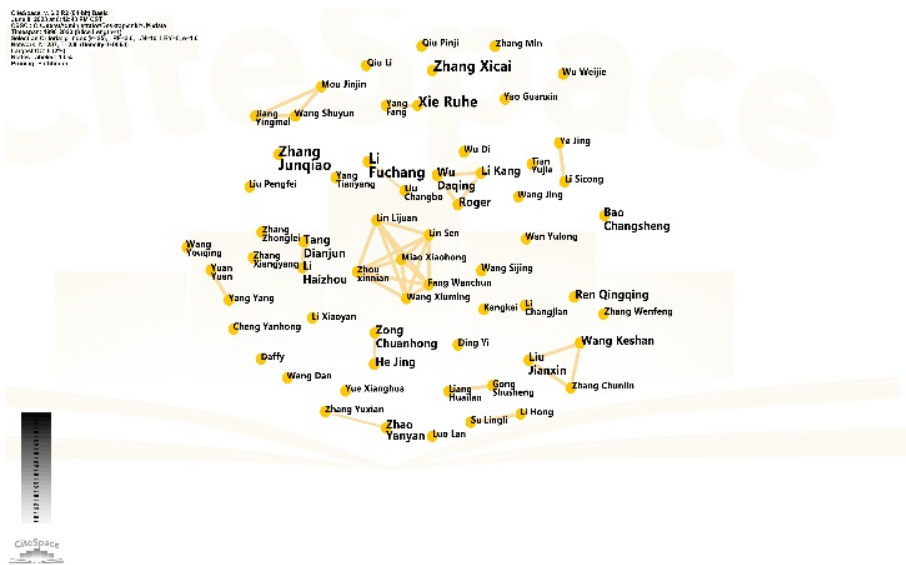 Qiu Pinji
Zhang Min
Qiu Li
Zhang Xicai
Wu Weijie
Mou Jinjin
Yang
Fang
Xie Ruhe
Yao Guanxin
Jiang
Yingmei
Wang Shuyun
Zhang
Junqiao
Li
Fuchang
Wu Di
Ye Jing
Tian
Yujie
Liu Pengfei
Yang
Tianyang
Liu
Changbo
Wu
Daqing
Li Kang
Roger
Wang Jing
Li Sicong
Bao
Changsheng
Lin Lijuan
Lin Sen
Wan Yulong
Zhang
Zhonglei
Tang
Dianjun
Wang
Youqing
Zhang
Xiangyang
Li
Haizhou
Yuan
Yuan
Zhou
xinnian
Miao Xiaohong
Fang Wanchun
Wang Xiuming
Wang Sijing
Yang Yang
Kangkai
Li
Changjian
Ren Qingqing
Zhang Wenfeng
Cheng Yanhong
Li Xiaoyan
Zong
Chuanhong
Ding Yi
Wang Keshan
Daffy
He Jing
Liu
Jianxin
Wang Dan
Yue Xianghua
Liang
Huailan
Gong
Shusheng
Zhang Chunlin
Zhang Yuxian
Zhao
Yanyan
Luo Lan
Su Lingli
Li Hong
CiteSpace